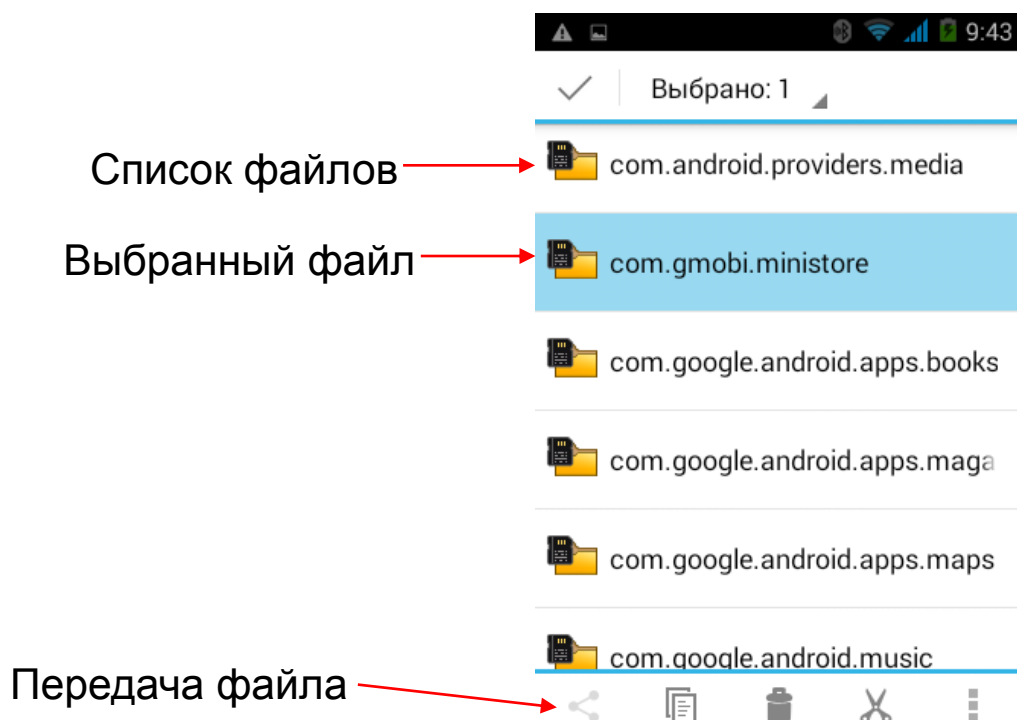 9:43
Выбрано: 1
Список файлов
com.android.providers.media
Выбранный файл
com.gmobi.ministore
com.google.android.apps.books
com.google.android.apps.maga
com.google.android.apps.maps
com.google.android.music
Передача файла